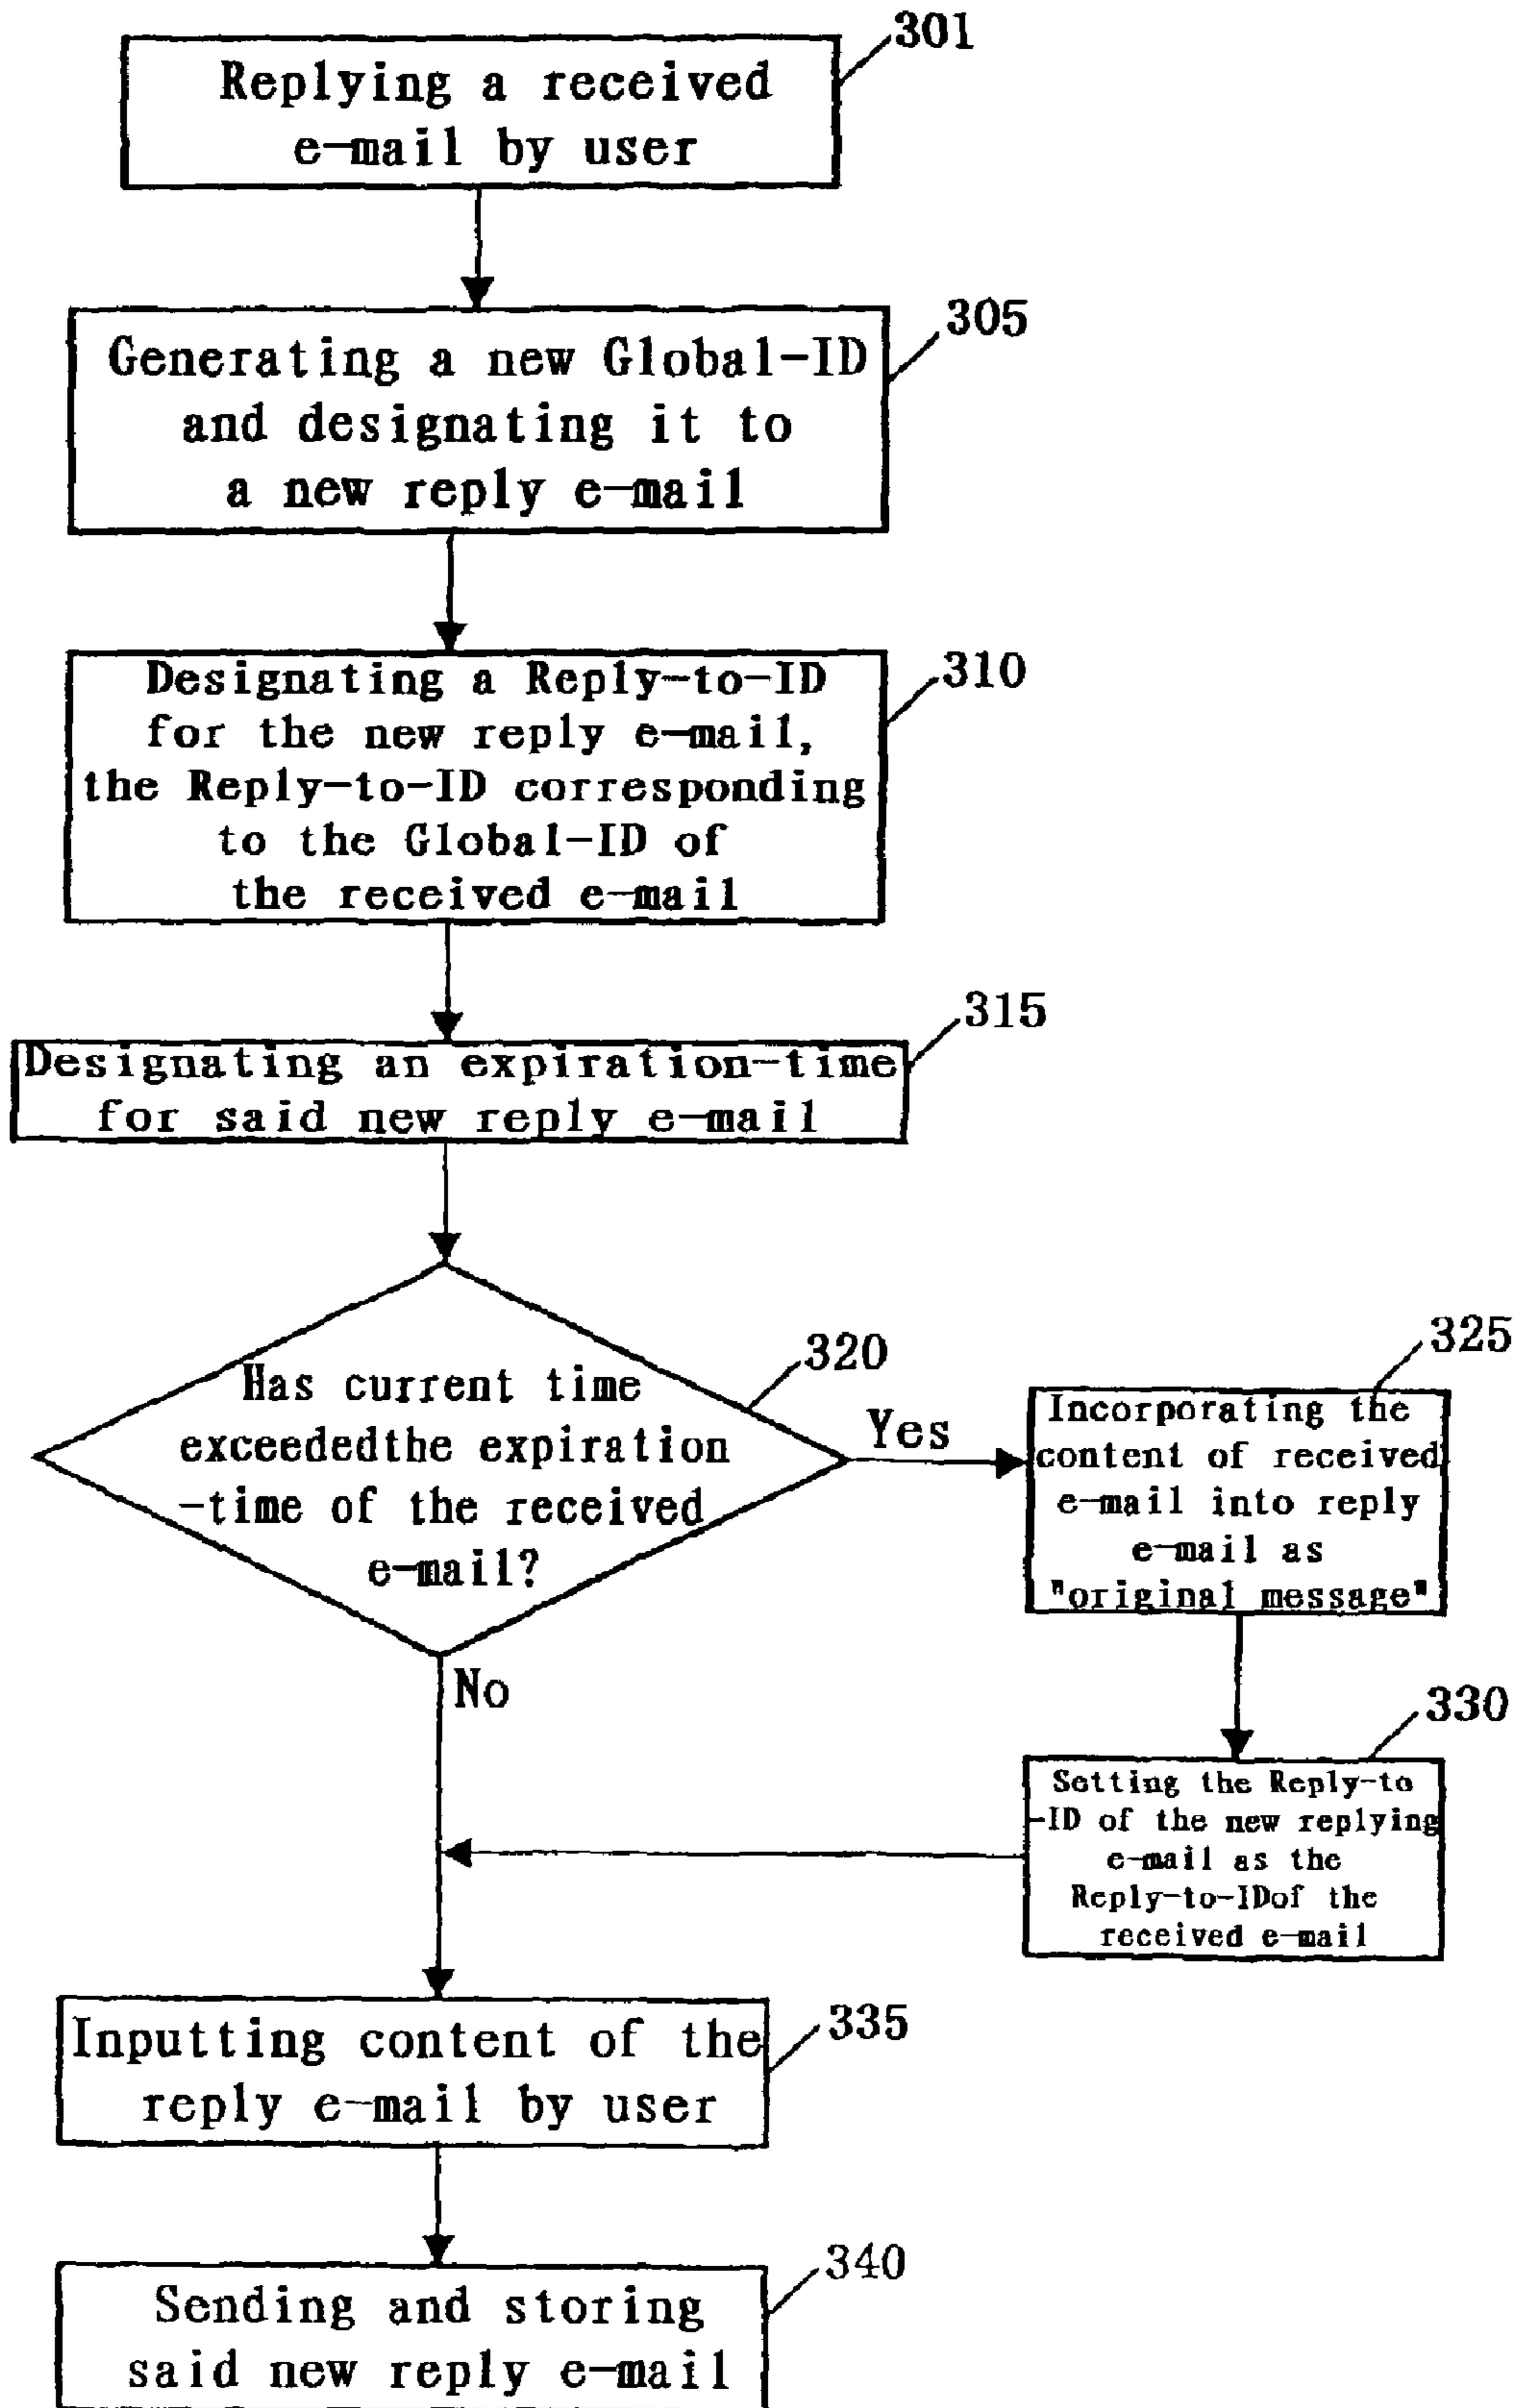 301
Replying a received
e-mail by user
305
Generating a new Global-ID
and designating it to
a new reply e-mail
310
Designating a Reply-to-ID
for the new reply e-mail,
the Reply-to-ID corresponding
to the Global-ID of
the received e-mail
315
Designating an expiration-time
for said new reply e-mail
320
Has current time
exceededthe expiration
-time of the received
e-mail?
Yes
No
325
Incorporating the
content of received
e-mail into reply
e-mail as
"original message"
330
Setting the Reply-to
-ID of the new replying
e-mail as the
Reply-to-IDof the
received e-mail
335
Inputting content of the
reply e-mail by user
340
Sending and storing
said new reply e-mail